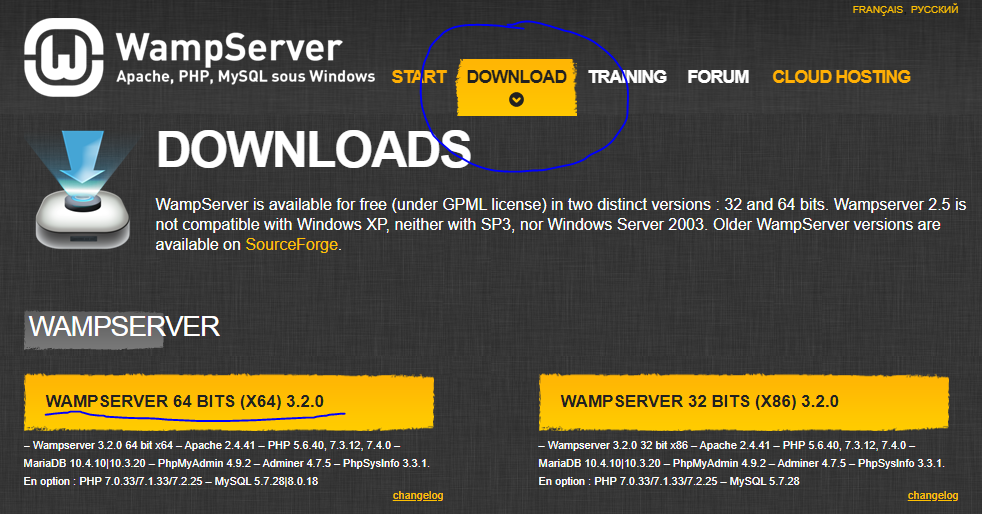 FRANÇAIS РУССКИЙ
WampServer
Apache, PHP, MySQL sous Windows
START DOWNLOAD TRAINING FORUM CLOUD HOSTING
DOWNLOADS
WampServer is available for free (under GPML license) in two distinct versions : 32 and 64 bits. Wampserver 2.5 is
not compatible with Windows XP, neither with SP3, nor Windows Server 2003. Older WampServer versions are
available on SourceForge.
WAMPSERVER
WAMPSERVER 64 BITS (X64) 3.2.0
– Wampserver 3.2.0 64 bit x64 – Apache 2.4.41 – PHP 5.6.40, 7.3.12, 7.4.0 –
MariaDB 10.4.10|10.3.20 – PhpMyAdmin 4.9.2 – Adminer 4.7.5 – PhpSysInfo 3.3.1.
En option : PHP 7.0.33/7.1.33/7.2.25 – MySQL 5.7.28|8.0.18
changelog
WAMPSERVER 32 BITS (X86) 3.2.0
– Wampserver 3.2.0 32 bit x86 – Apache 2.4.41 – PHP 5.6.40, 7.3.12, 7.4.0 –
MariaDB 10.4.10|10.3.20 – PhpMyAdmin 4.9.2 – Adminer 4.7.5 – PhpSysInfo 3.3.1.
En option : PHP 7.0.33/7.1.33/7.2.25 – MySQL 5.7.28
changelog